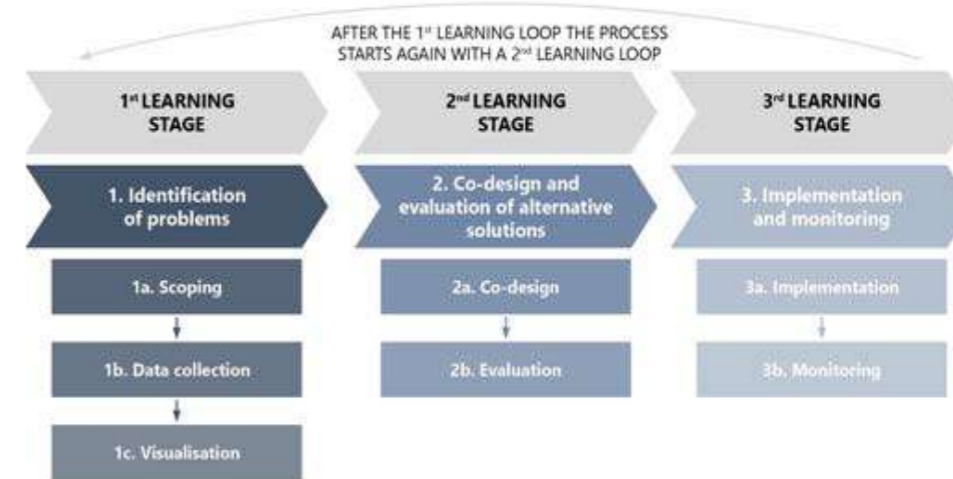 AFTER THE 1st LEARNING LOOP THE PROCESS
STARTS AGAIN WITH A 2nd LEARNING LOOP
1st LEARNING
STAGE
2nd LEARNING
STAGE
3rd LEARNING
STAGE
1. Identification
of problems
2. Co-design and
evaluation of alternative
solutions
3. Implementation
and monitoring
1a. Scoping
2a. Co-design
3a. Implementation
1b. Data collection
2b. Evaluation
3b. Monitoring
1c. Visualisation